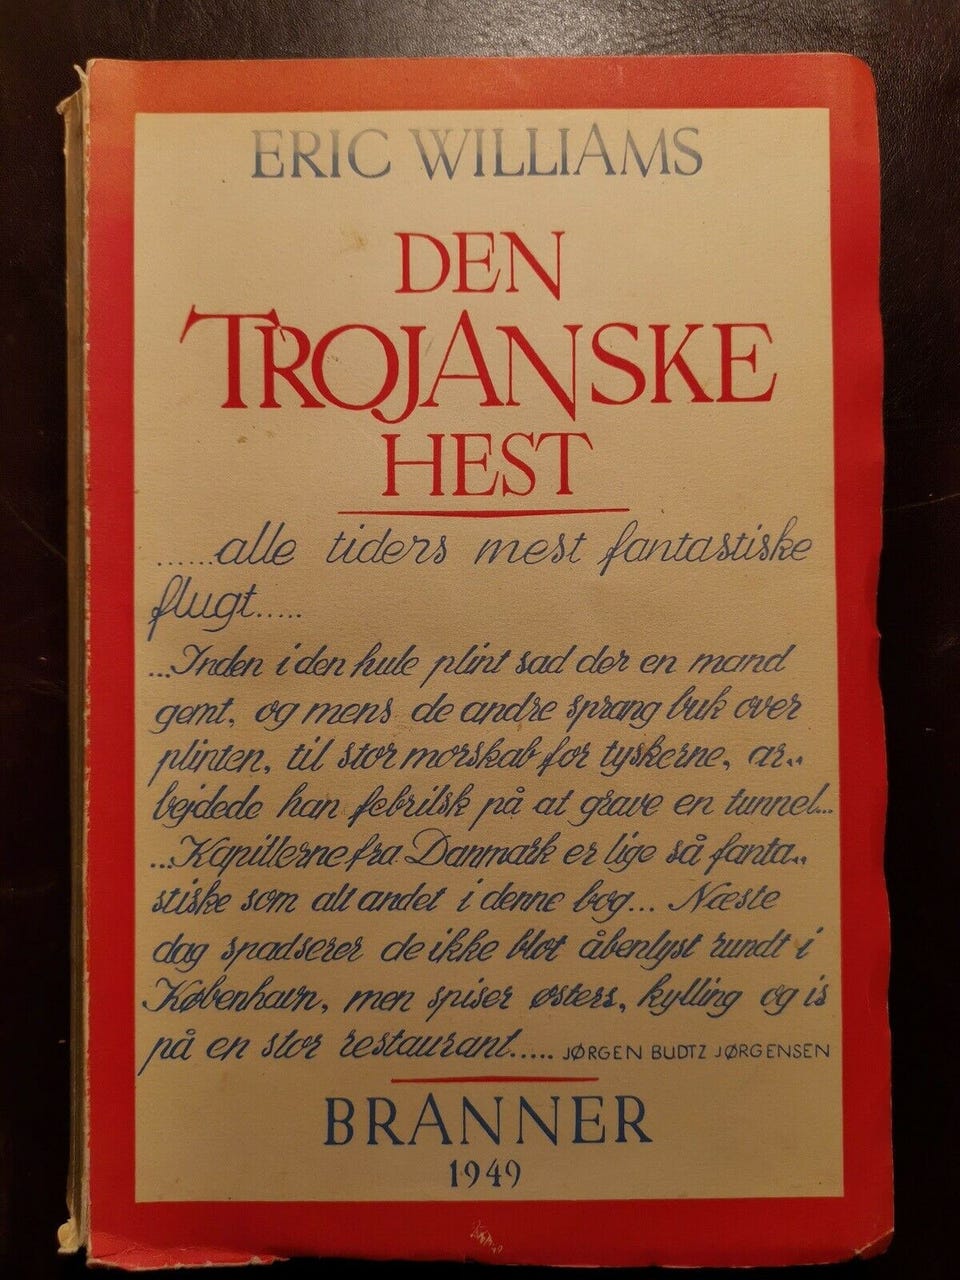 ERIC WILLIAMS
DEN
TROJANSKE
HEST
......alle tiders mest fantastiske
flugt.....
...Inden i den hule plint sad der en mand
gemt, og mens de andre sprang buk over
plinten, til stor morskab for tyskerne, ar„
bejdede han febrilsk på at grave en tunnel...
...Kapitlerne fra Danmark er lige så fanta„
stiske som alt andet i denne bog... Næste
dag spadserer de ikke blot åbenlyst rundt i
København, men spiser østers, kylling og is
på en stor restaurant..... JØRGEN BUDTZ JØRGENSEN
BRANNER
1949